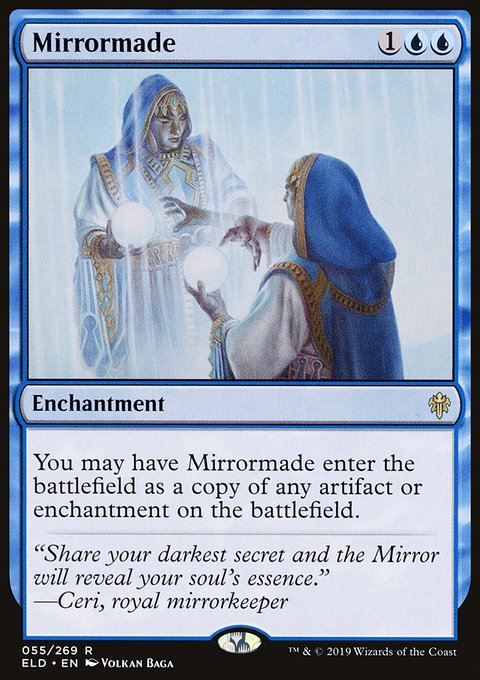 Mirrormade 1
Enchantment
You may have Mirrormade enter the
battlefield as a copy of any artifact or
enchantment on the battlefield.
“Share your darkest secret and the Mirror
will reveal your soul’s essence.”
—Ceri, royal mirrorkeeper
055/269 R
ELD • EN Volkan Baga
™ & © 2019 Wizards of the Coast